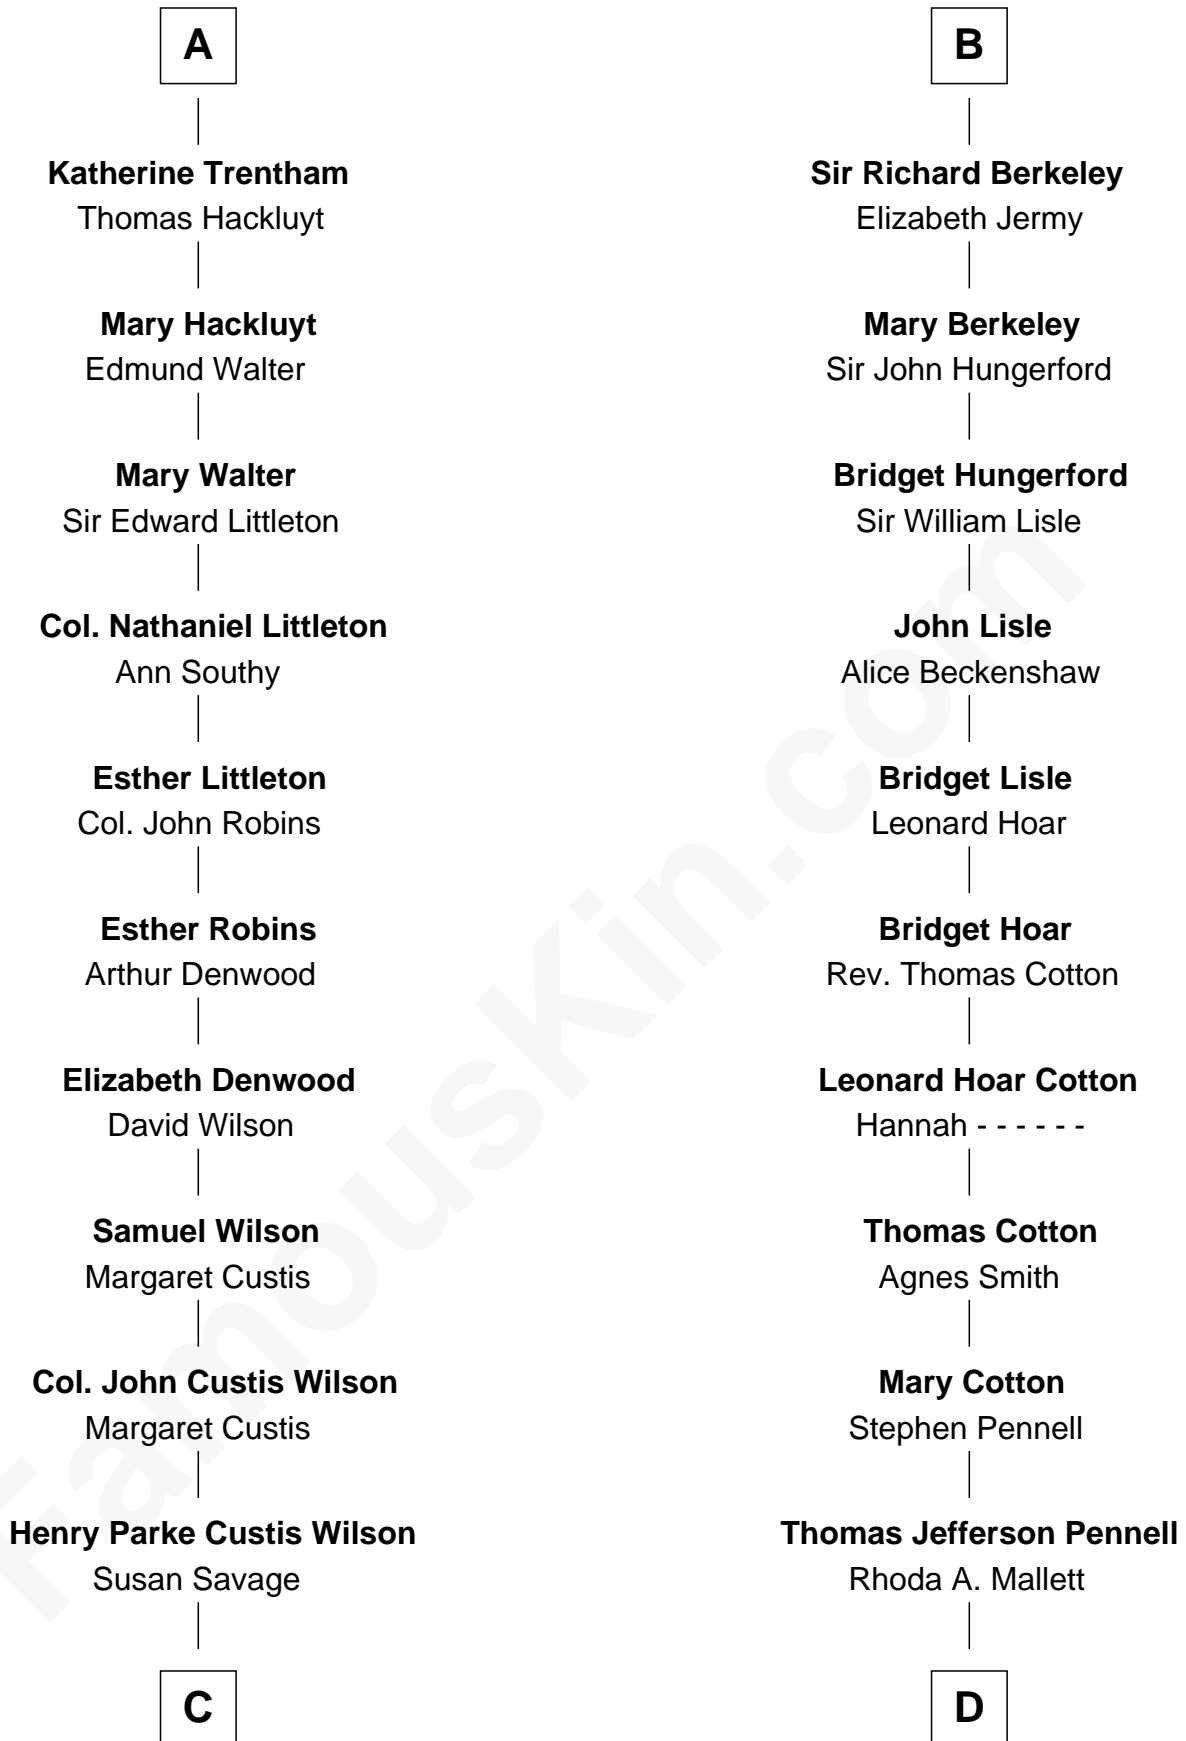 A
Katherine Trentham
Thomas Hackluyt
Mary Hackluyt
Edmund Walter
Mary Walter
Sir Edward Littleton
Col. Nathaniel Littleton
Ann Southy
Esther Littleton
Col. John Robins
Esther Robins
Arthur Denwood
Elizabeth Denwood
David Wilson
Samuel Wilson
Margaret Custis
Col. John Custis Wilson
Margaret Custis
Henry Parke Custis Wilson
Susan Savage
C
B
Sir Richard Berkeley
Elizabeth Jermy
Mary Berkeley
Sir John Hungerford
Bridget Hungerford
Sir William Lisle
John Lisle
Alice Beckenshaw
Bridget Lisle
Leonard Hoar
Bridget Hoar
Rev. Thomas Cotton
Leonard Hoar Cotton
Hannah - - - - - -
Thomas Cotton
Agnes Smith
Mary Cotton
Stephen Pennell
Thomas Jefferson Pennell
Rhoda A. Mallett
D
FamousKin.com